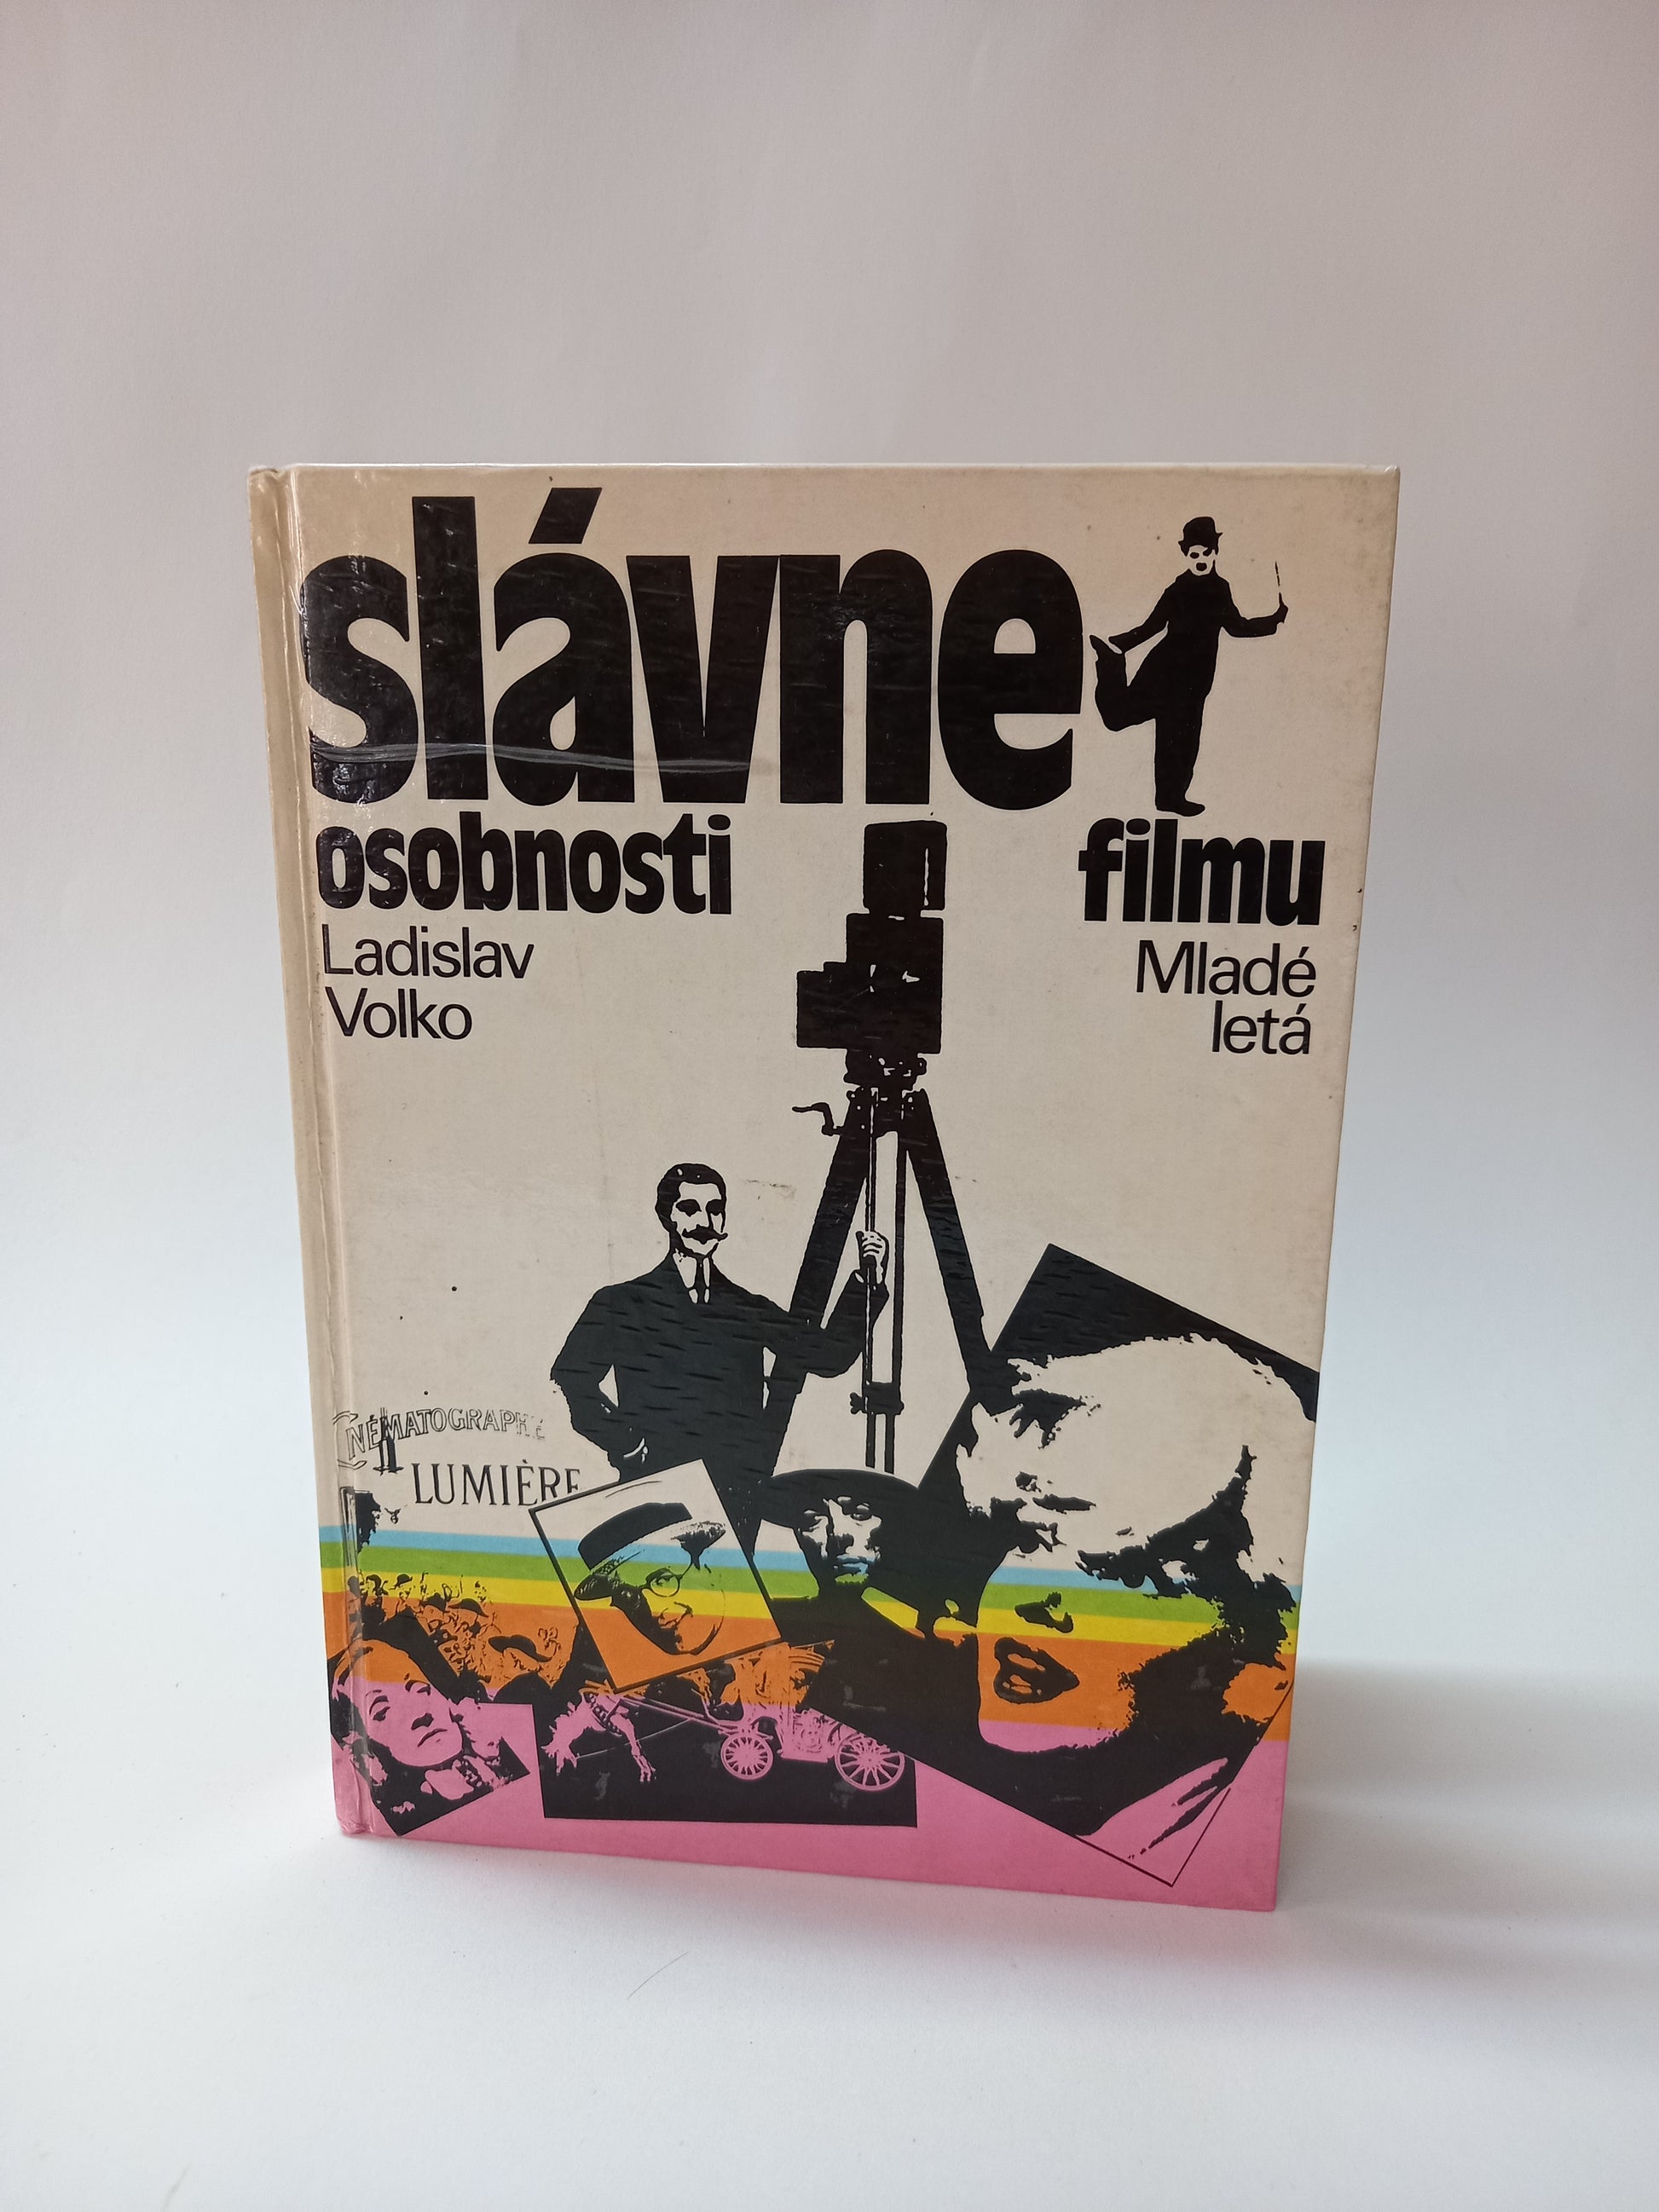 slávne
osobnosti filmu
Ladislav
Volko
Mladé
letá
CINÉMATOGRAPHE
LUMIÈRE